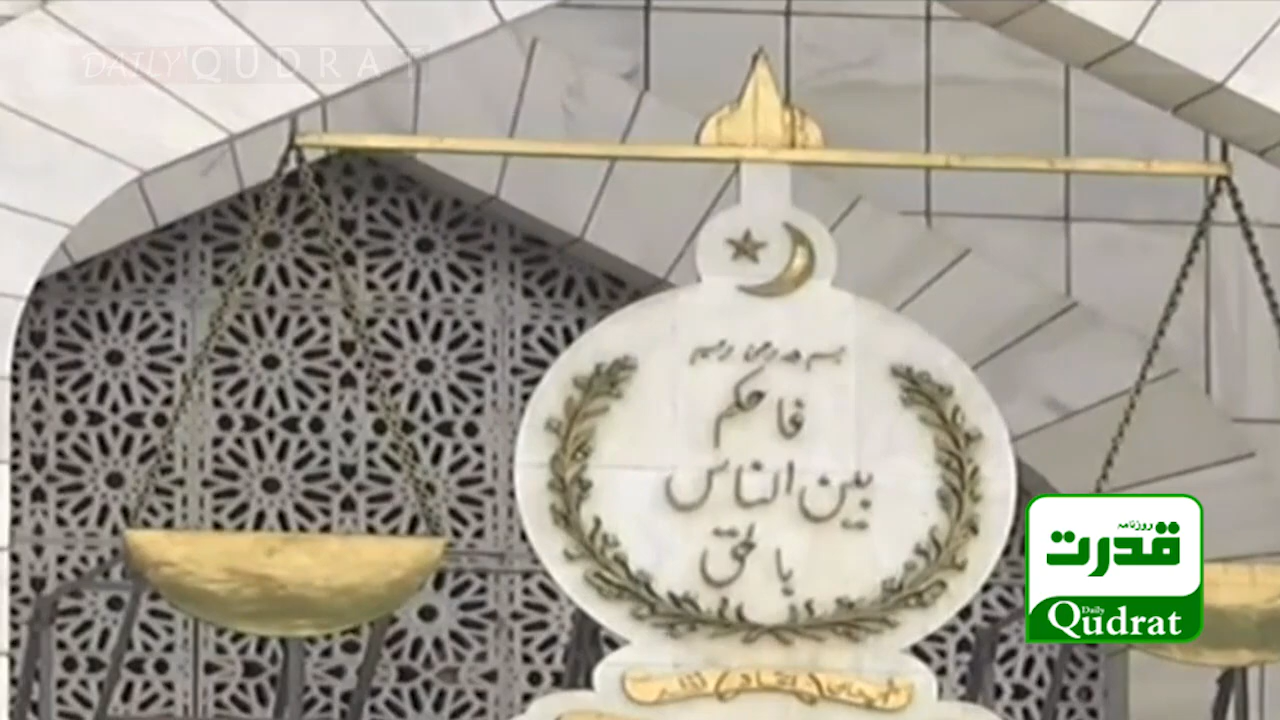 DAILY QUDRAT
فاحکم
بین الناس
بالحق
روزنامہ
قدرت
Daily
Qudrat